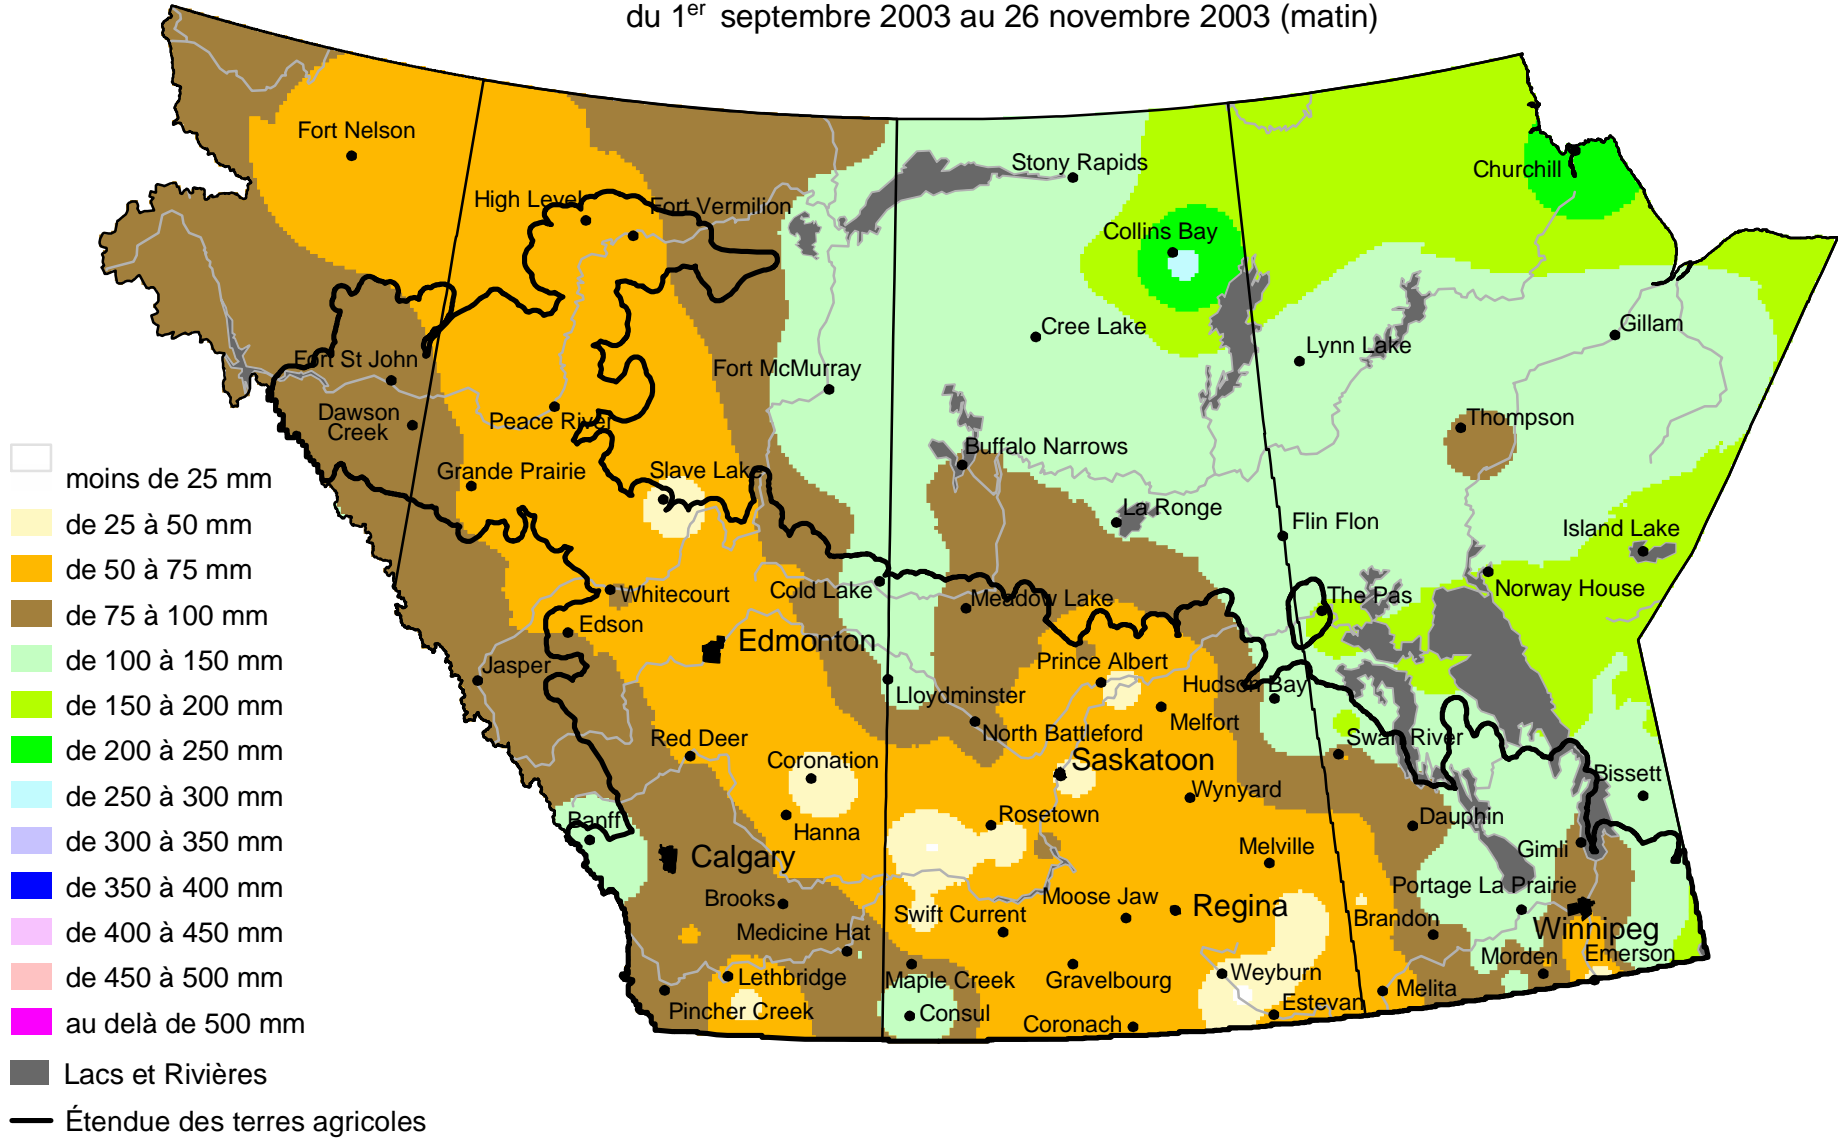 du 1er septembre 2003 au 26 novembre 2003 (matin)
Fort Nelson
Stony Rapids
Churchill
High Level
Fort Vermilion
Collins Bay
Cree Lake
Gillam
Lynn Lake
Fort St John
Fort McMurray
Dawson
Creek
Peace River
Thompson
Buffalo Narrows
Grande Prairie
Slave Lake
La Ronge
Flin Flon
Island Lake
Whitecourt
Cold Lake
Meadow Lake
The Pas
Norway House
Edson
Edmonton
Jasper
Prince Albert
Hudson Bay
Lloydminster
North Battleford
Melfort
Red Deer
Swan River
Coronation
Saskatoon
Bissett
Wynyard
Banff
Hanna
Rosetown
Dauphin
Calgary
Melville
Gimli
Brooks
Moose Jaw
Regina
Portage La Prairie
Swift Current
Brandon
Medicine Hat
Winnipeg
Lethbridge
Maple Creek
Gravelbourg
Weyburn
Morden
Emerson
Pincher Creek
Consul
Coronach
Estevan
Melita
moins de 25 mm
de 25 à 50 mm
de 50 à 75 mm
de 75 à 100 mm
de 100 à 150 mm
de 150 à 200 mm
de 200 à 250 mm
de 250 à 300 mm
de 300 à 350 mm
de 350 à 400 mm
de 400 à 450 mm
de 450 à 500 mm
au delà de 500 mm
Lacs et Rivières
Étendue des terres agricoles